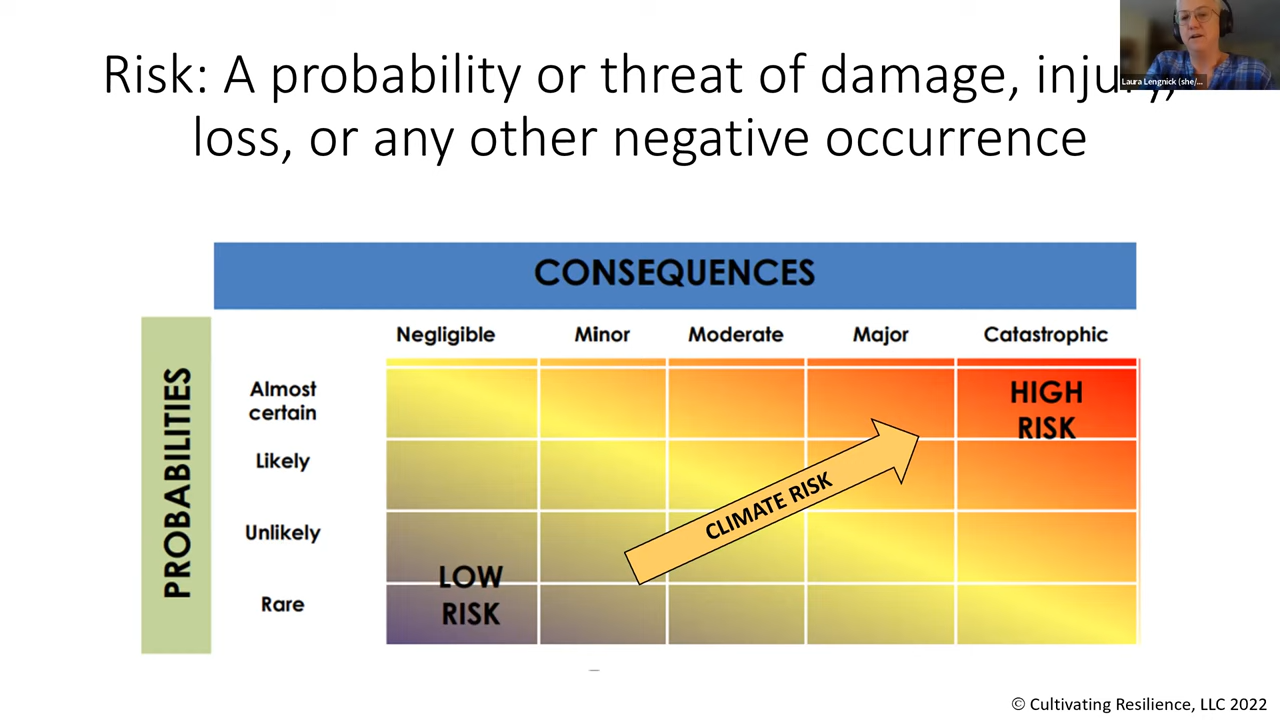 Risk: A probability or threat of damage, injury,
loss, or any other negative occurrence
Laura Lengnick (she/...
CONSEQUENCES
Negligible Minor Moderate Major Catastrophic
PROBABILITIES
Almost
certain
HIGH
RISK
Likely
CLIMATE RISK
Unlikely
LOW
RISK
Rare
© Cultivating Resilience, LLC 2022